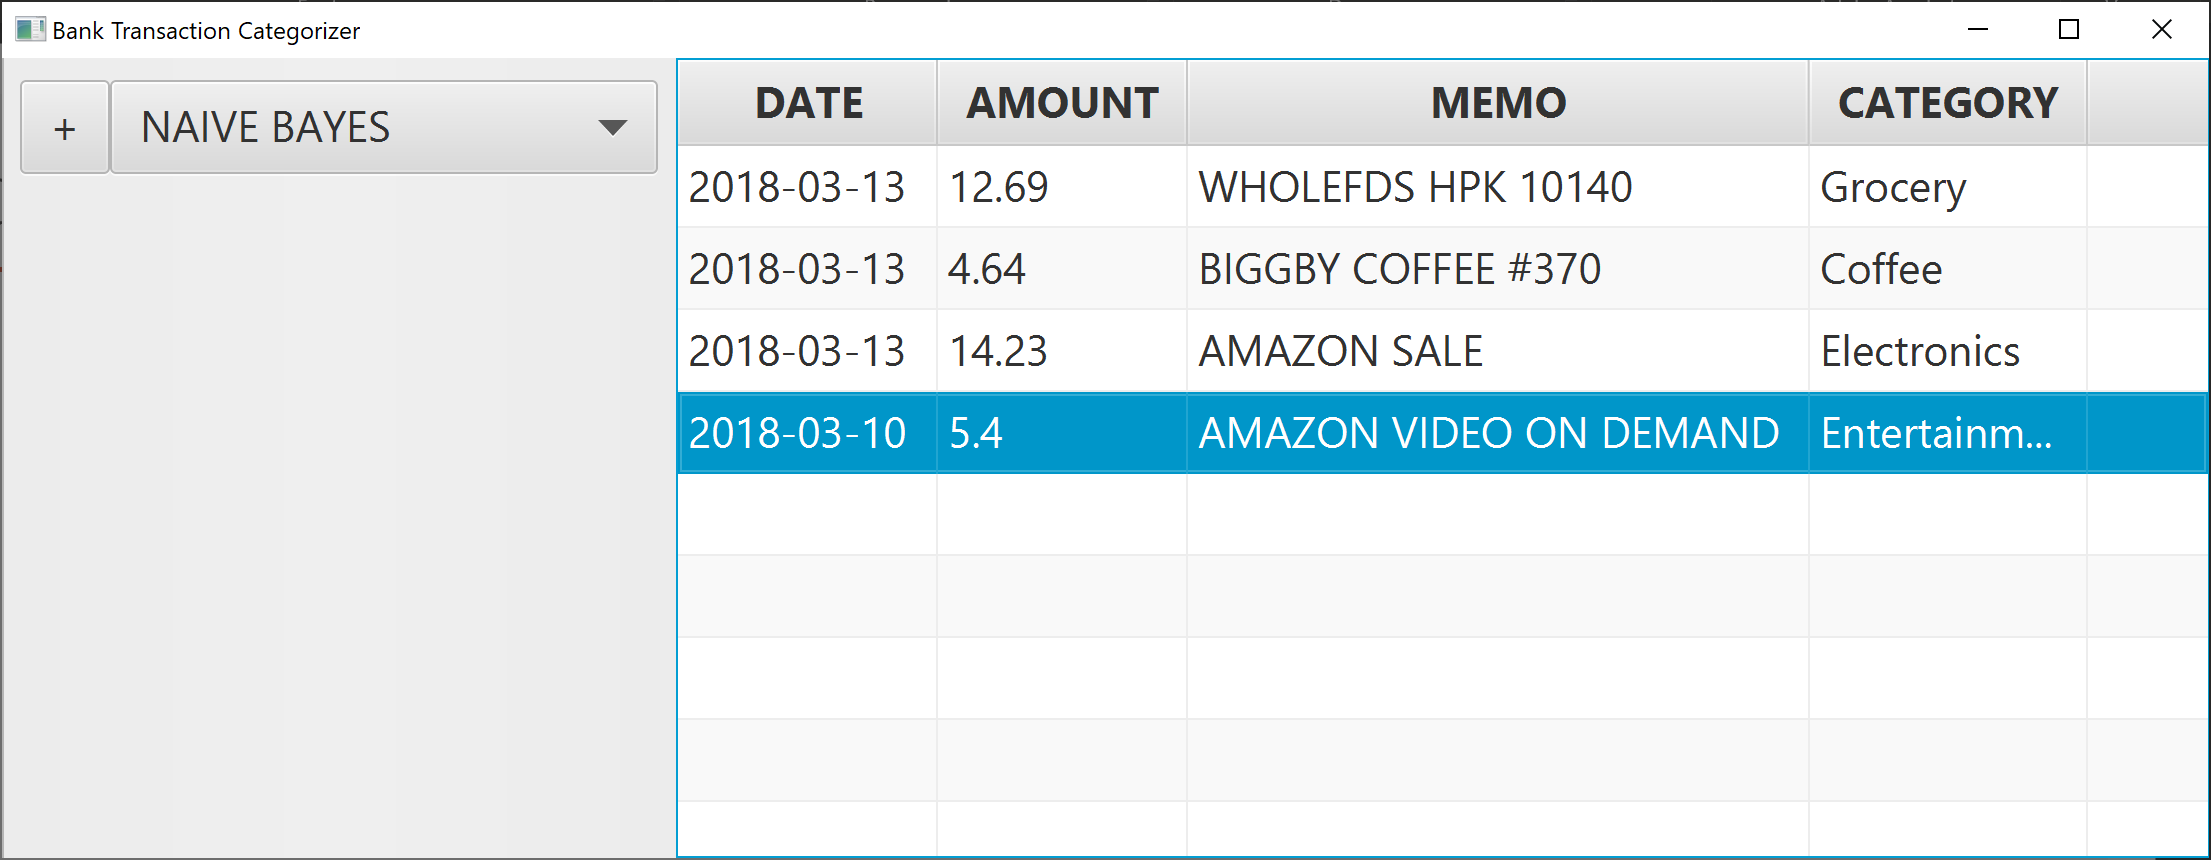 Bank Transaction Categorizer
+ NAIVE BAYES
DATE AMOUNT MEMO CATEGORY
2018-03-13 12.69 WHOLEFDS HPK 10140 Grocery
2018-03-13 4.64 BIGGBY COFFEE #370 Coffee
2018-03-13 14.23 AMAZON SALE Electronics
2018-03-10 5.4 AMAZON VIDEO ON DEMAND Entertainm...